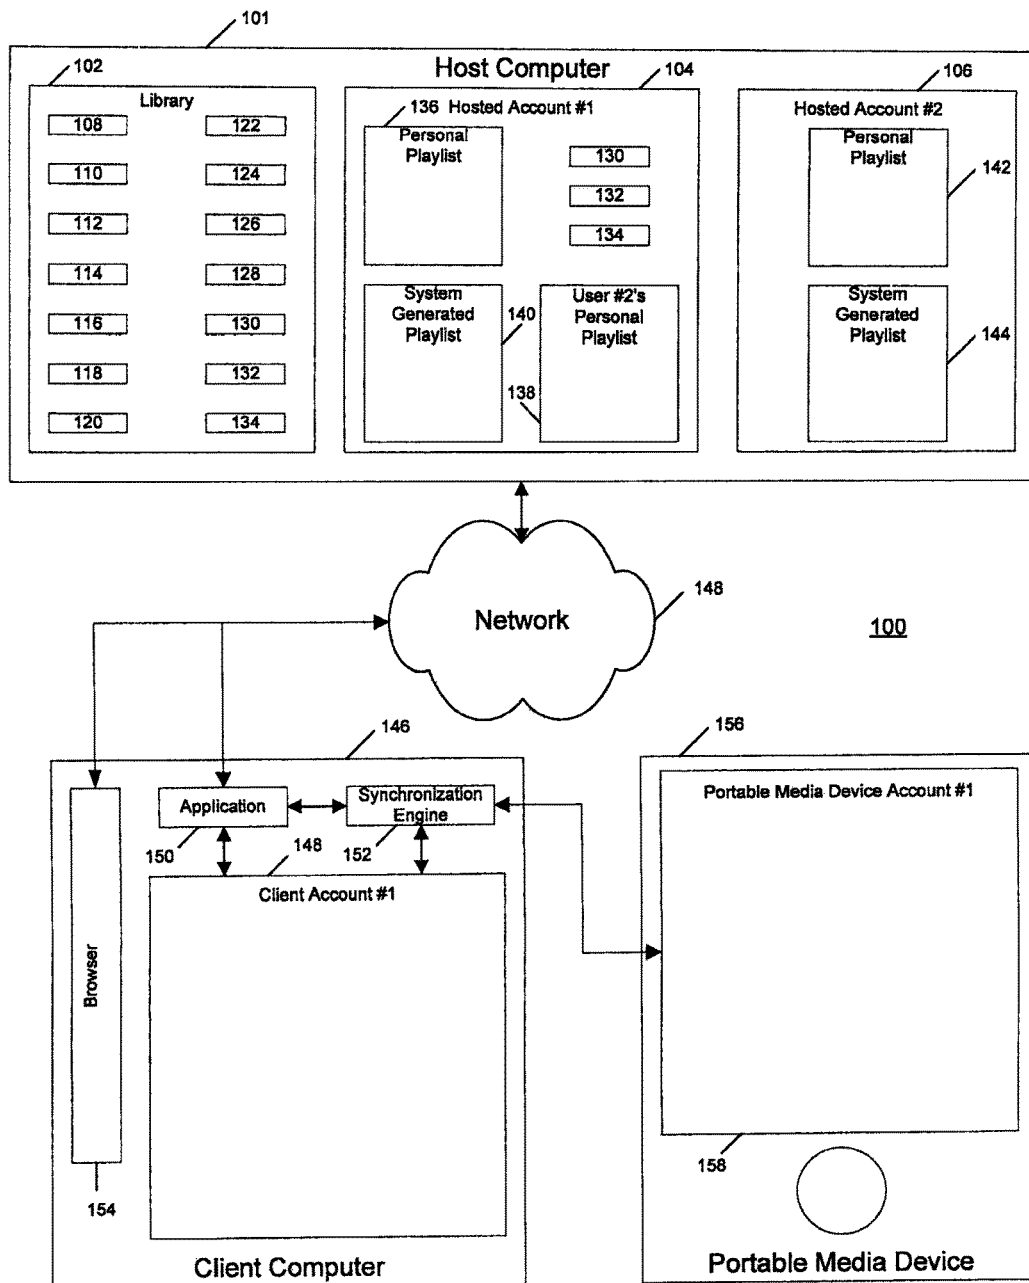 101
Host Computer
102
Library
108
122
110
124
112
126
114
128
116
130
118
132
120
134
104
136 Hosted Account #1
Personal
Playlist
130
132
134
System
Generated
Playlist
140
User #2's
Personal
Playlist
138
106
Hosted Account #2
Personal
Playlist
142
System
Generated
Playlist
144
Network
148
100
146
Application
150
Synchronization
Engine
152
148
Client Account #1
Browser
154
Client Computer
156
Portable Media Device Account #1
158
Portable Media Device